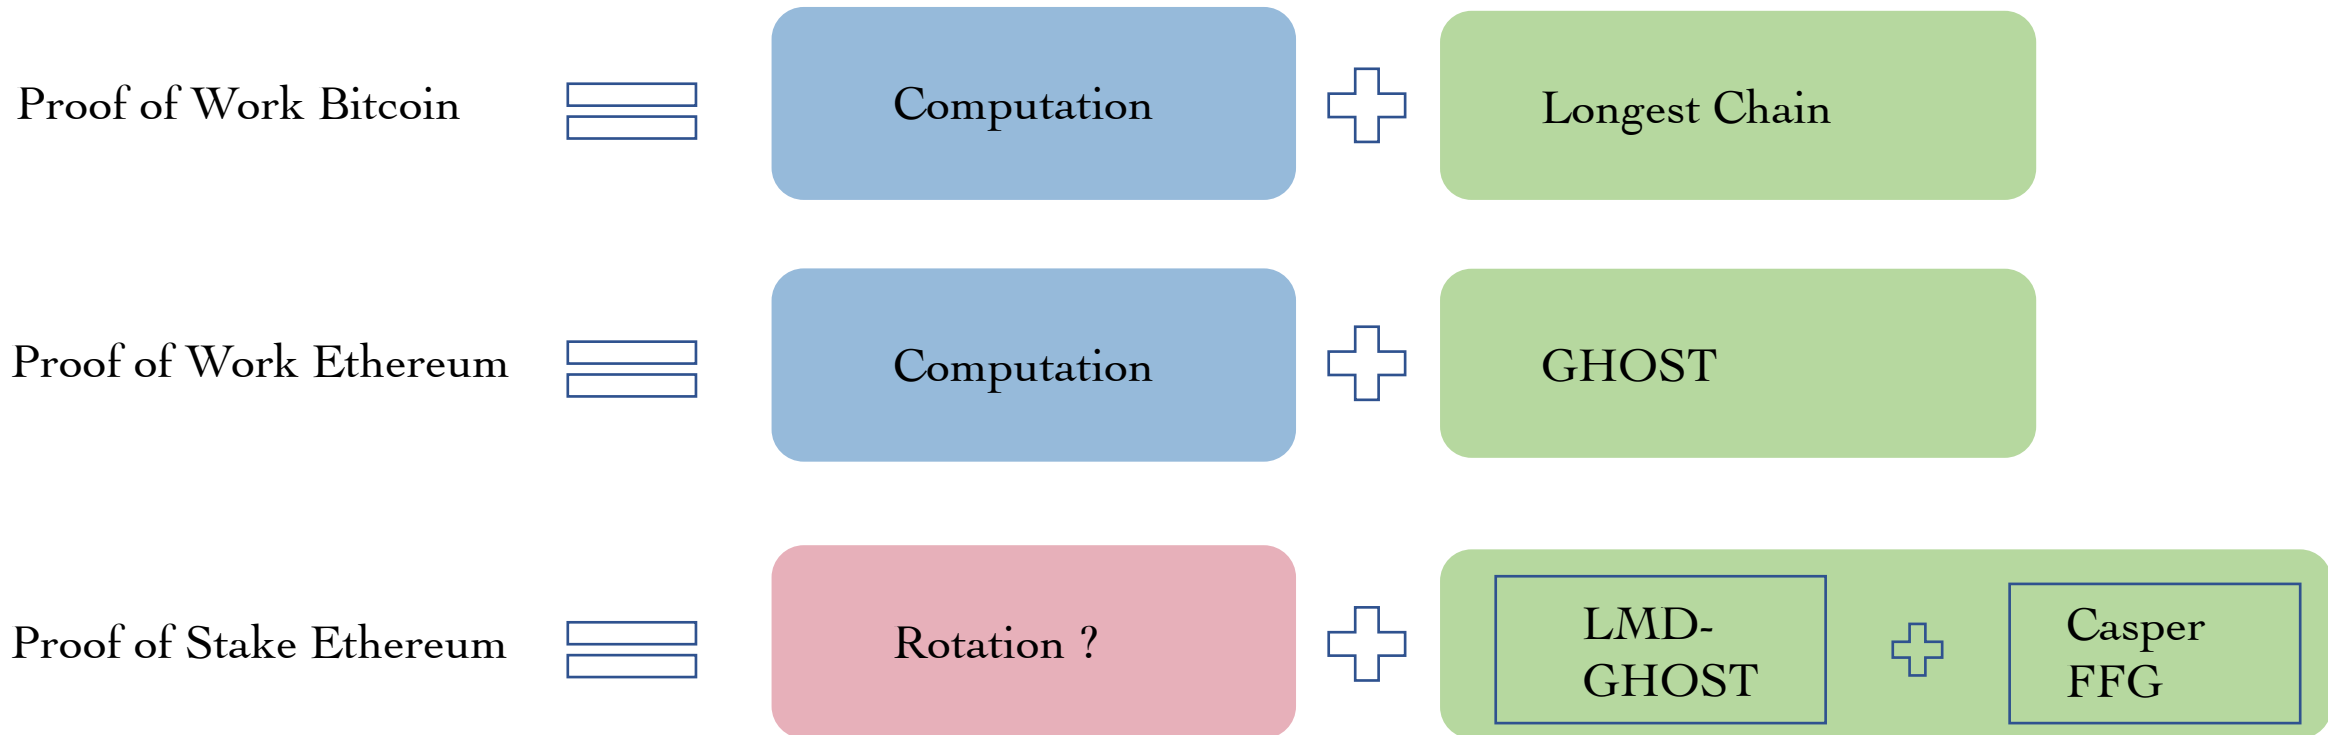 Proof of Work Bitcoin
Computation
Longest Chain
Proof of Work Ethereum
Computation
GHOST
Proof of Stake Ethereum
Rotation ?
LMD-
GHOST
Casper
FFG